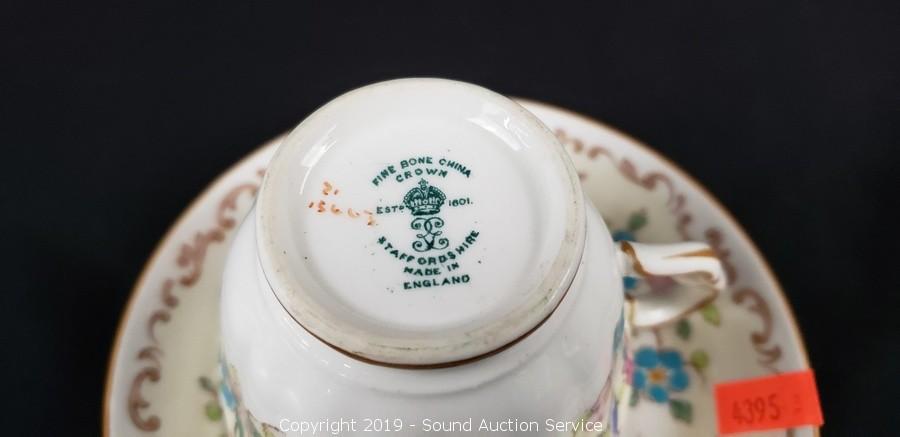 FINE BONE CHINA
CROWN
ESTD 1801.
STAFFORDSHIRE
MADE IN
ENGLAND
4395
Copyright 2019 - Sound Auction Service